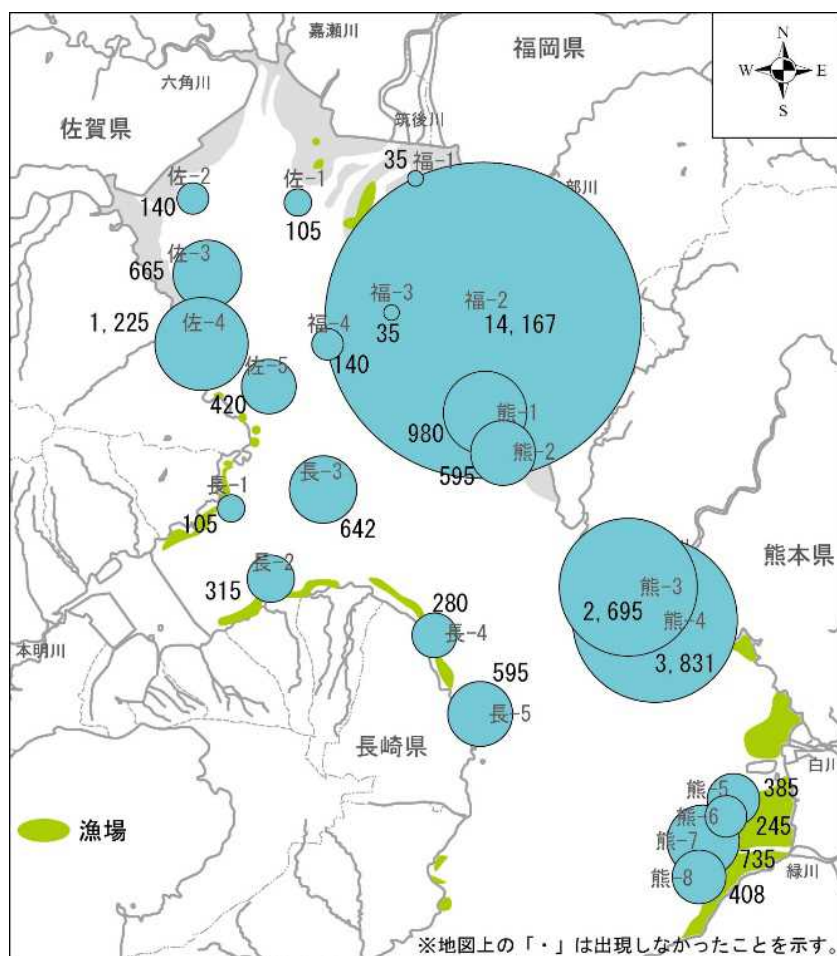 嘉瀬川
福岡県
N
W
E
S
六角川
佐賀県
筑後川
35
福-1
部川
佐-2
佐-1
140
105
佐-3
665
福-3
福-2
1,225
佐-4
福-4
35
14,167
140
佐-5
420
熊-1
980
熊-2
595
長-3
長-1
105
642
熊本県
長-2
熊-3
315
280
2,695
熊-4
本明川
長-4
3,831
595
長-5
長崎県
白川
熊-5
385
熊-6
245
漁場
熊-7
735
緑川
熊-8
408
※地図上の「・」は出現しなかったことを示す。